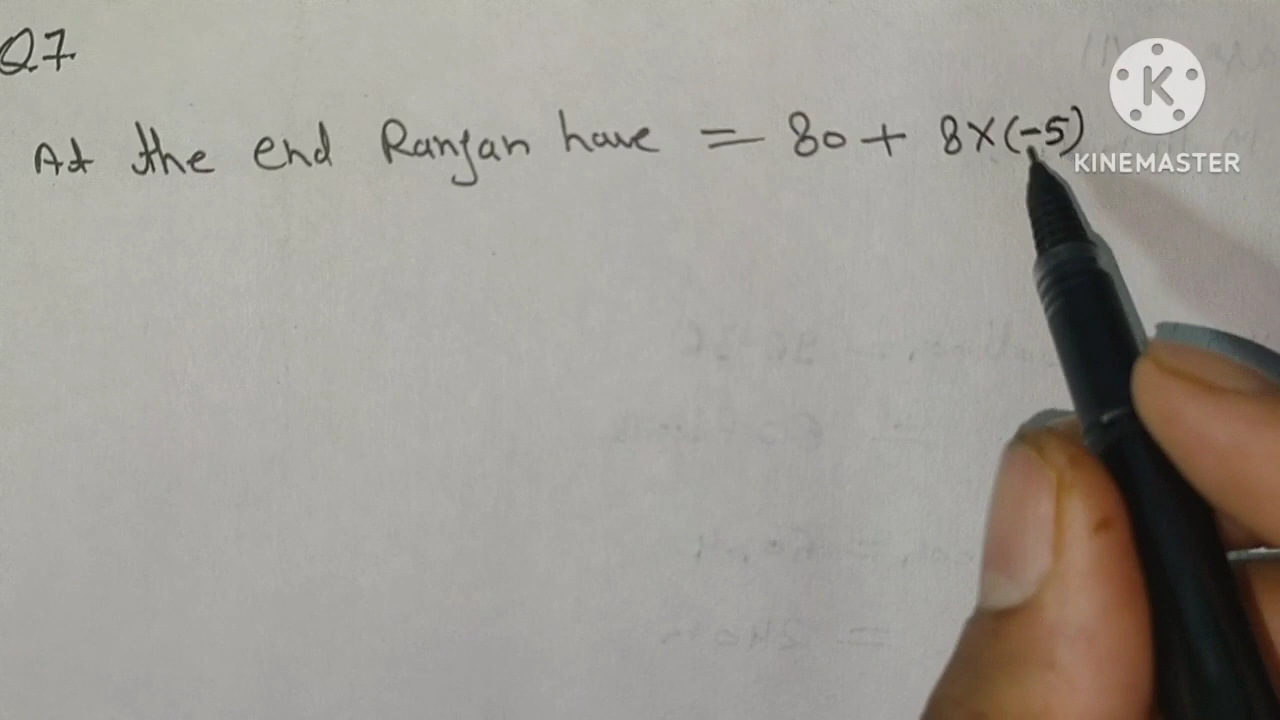 Q7
At the end Ranjan have = 80 + 8×(-5)
KINEMASTER